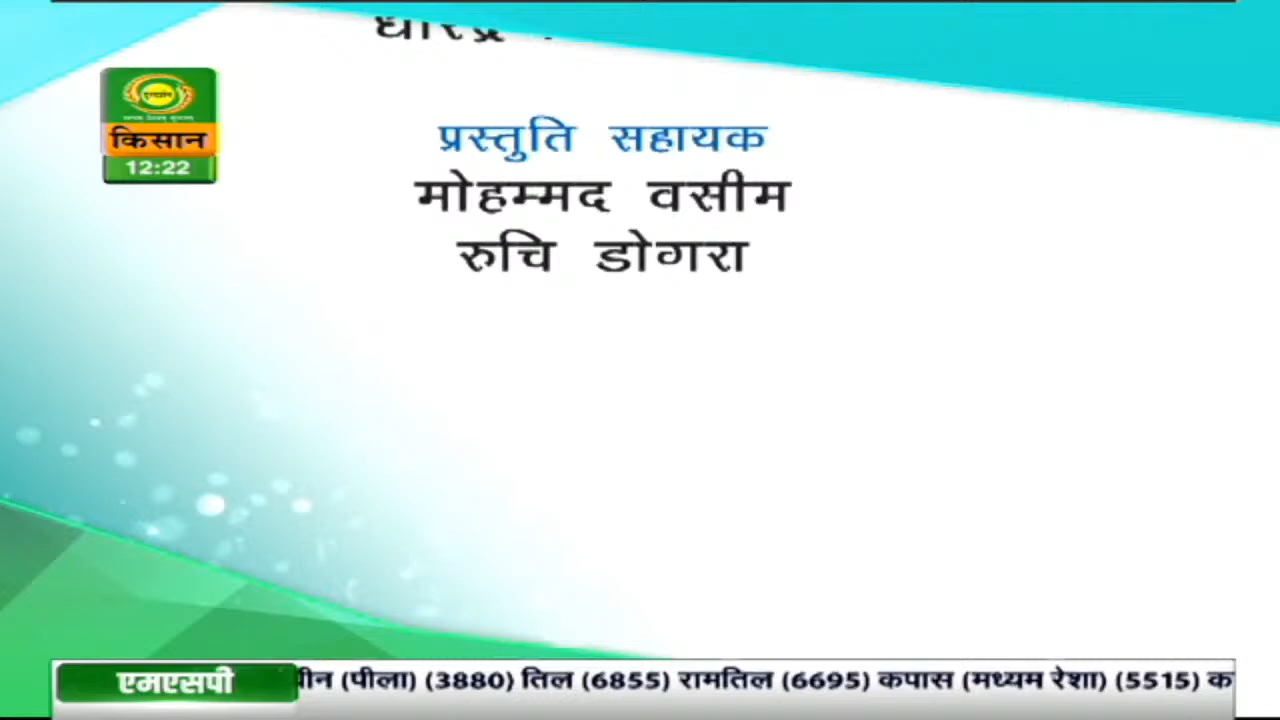 प्रस्तुति सहायक
मोहम्मद वसीम
रुचि डोगरा
किसान
12:22
एमएसपी
(पीला) (3880) तिल (6855) रामतिल (6695) कपास (मध्यम रेशा) (5515)